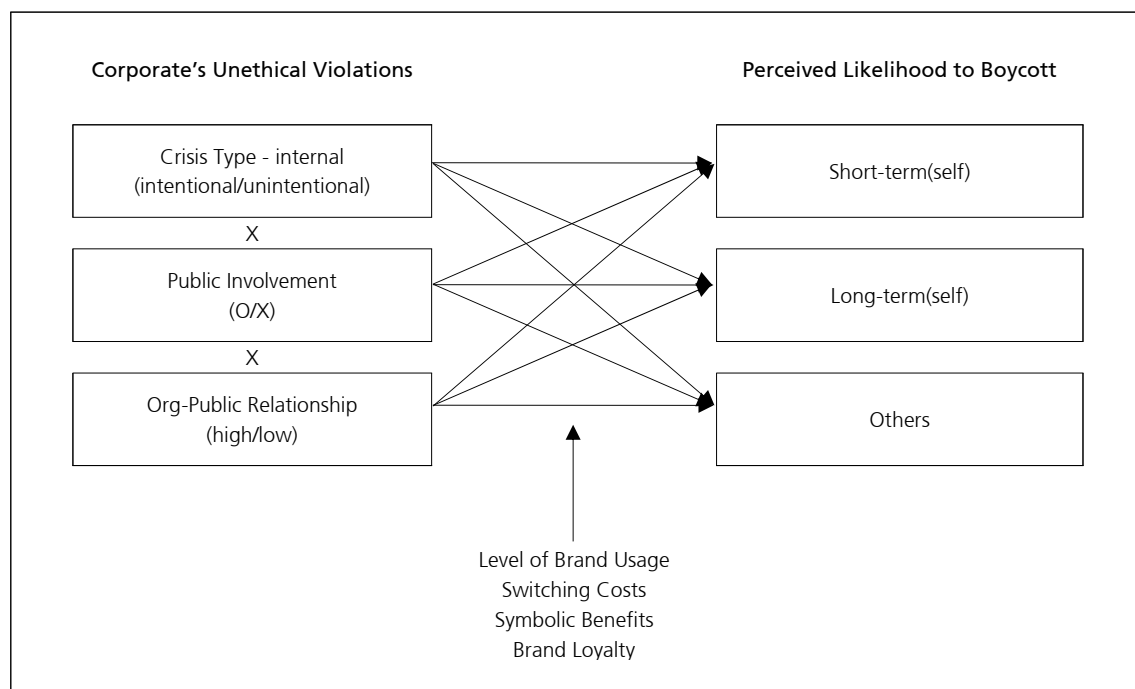 Corporate's Unethical Violations
Perceived Likelihood to Boycott
Crisis Type - internal
(intentional/unintentional)
X
Public Involvement
(O/X)
X
Org-Public Relationship
(high/low)
Short-term(self)
Long-term(self)
Others
Level of Brand Usage
Switching Costs
Symbolic Benefits
Brand Loyalty